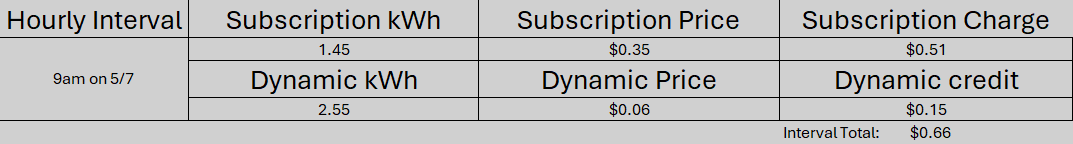 Hourly Interval Subscription kWh Subscription Price Subscription Charge
1.45 $0.35 $0.51
9am on 5/7 Dynamic kWh Dynamic Price Dynamic credit
2.55 $0.06 $0.15
Interval Total: $0.66